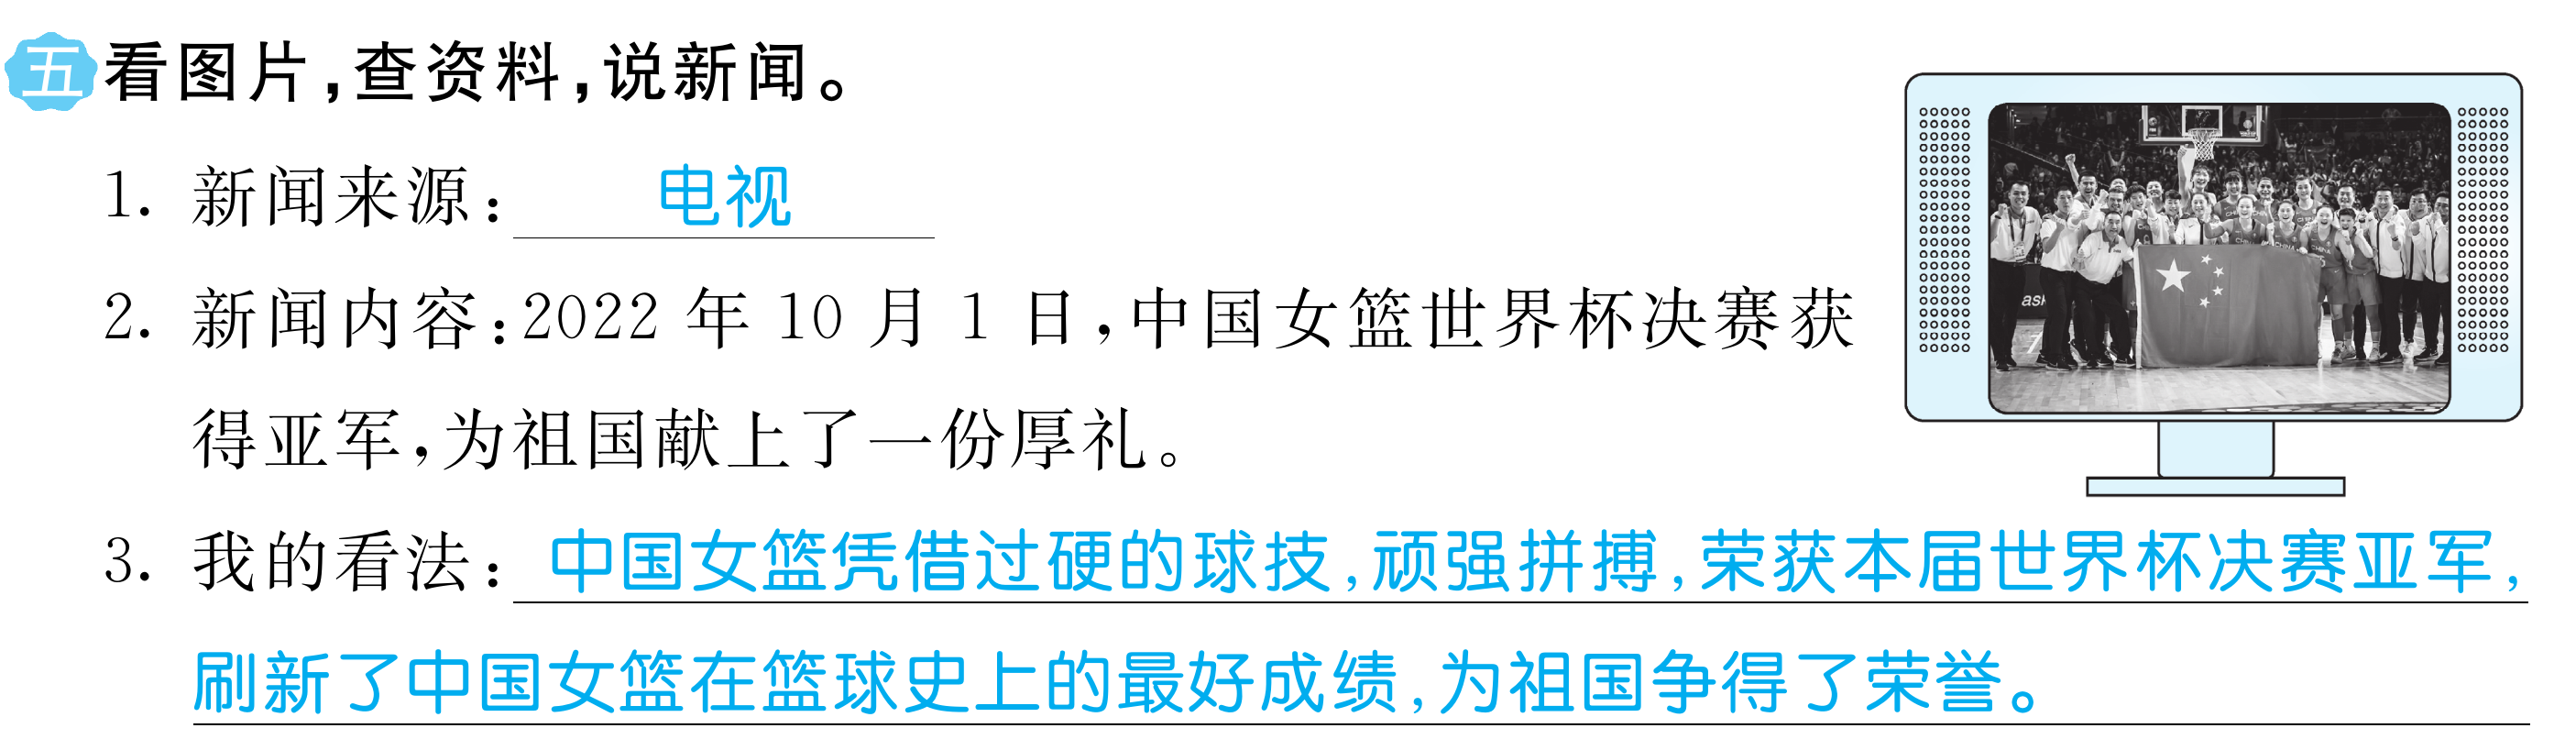 五 看图片,查资料,说新闻。
1. 新闻来源: 电视
2. 新闻内容:2022 年 10 月 1 日,中国女篮世界杯决赛获
得亚军,为祖国献上了一份厚礼。
3. 我的看法: 中国女篮凭借过硬的球技,顽强拼搏,荣获本届世界杯决赛亚军,
刷新了中国女篮在篮球史上的最好成绩,为祖国争得了荣誉。